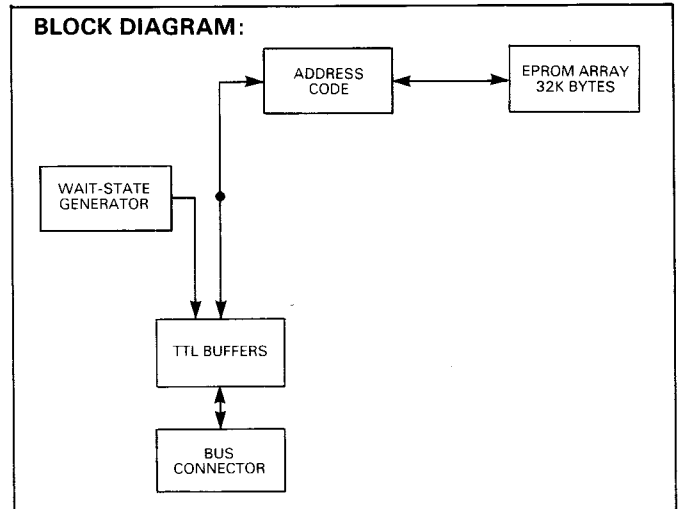 BLOCK DIAGRAM:
ADDRESS
CODE
EPROM ARRAY
32K BYTES
WAIT-STATE
GENERATOR
TTL BUFFERS
BUS
CONNECTOR